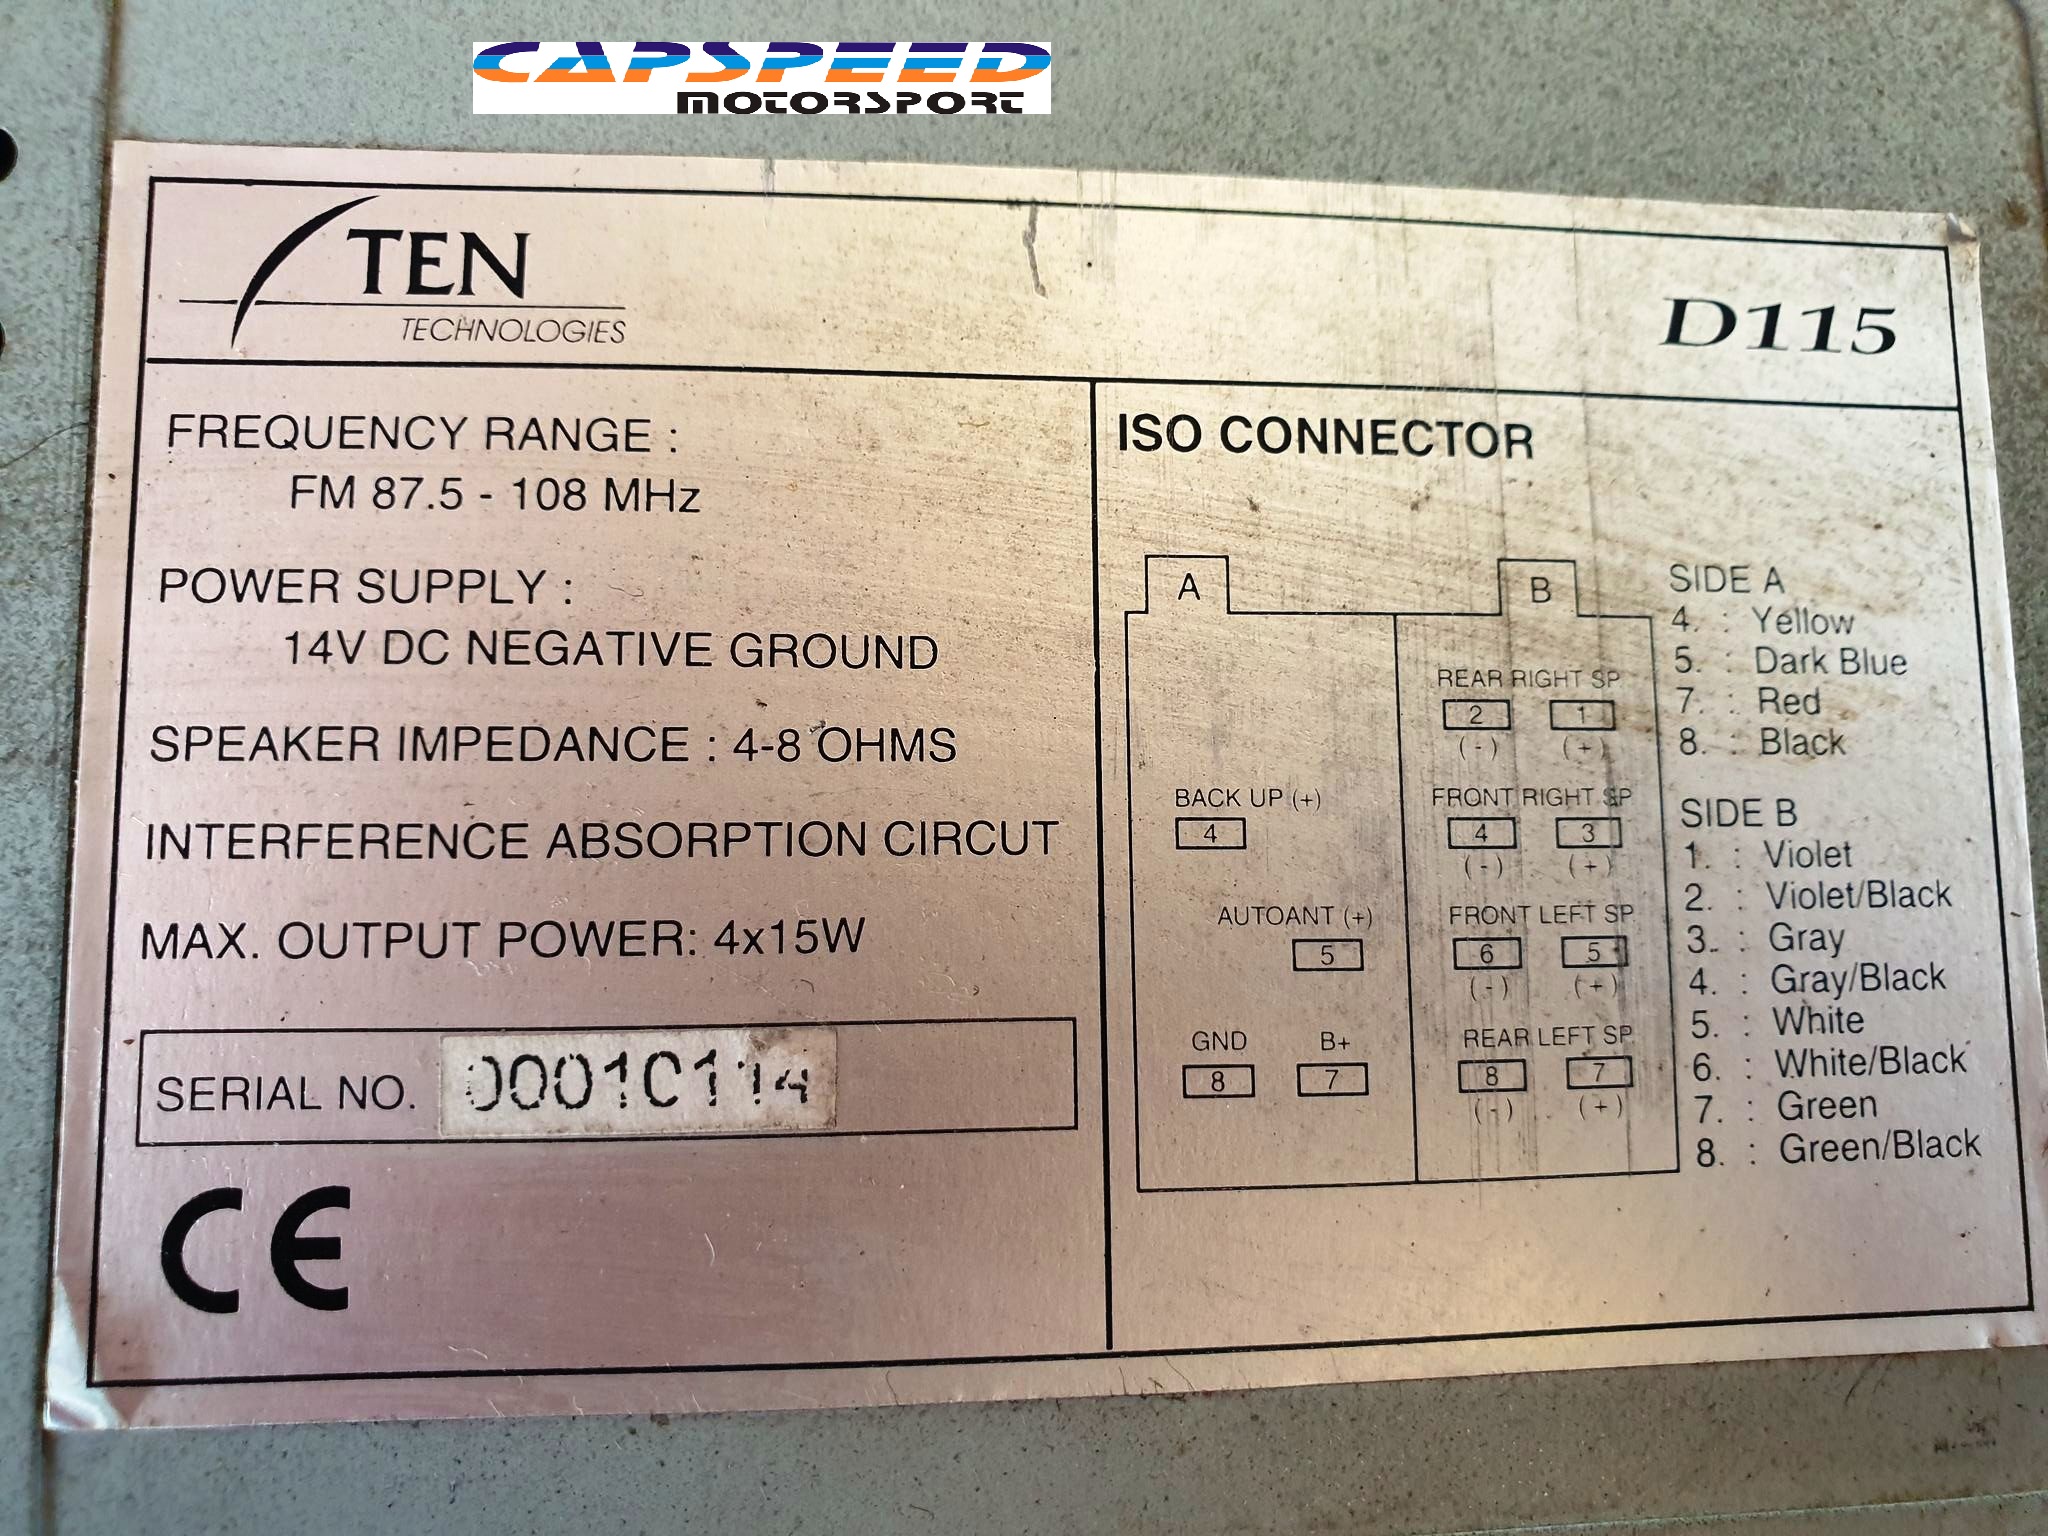 CAPSPEED
MOTORSPORT
TEN
TECHNOLOGIES
D115
FREQUENCY RANGE :
FM 87.5 - 108 MHz
POWER SUPPLY :
14V DC NEGATIVE GROUND
SPEAKER IMPEDANCE : 4-8 OHMS
INTERFERENCE ABSORPTION CIRCUT
MAX. OUTPUT POWER: 4x15W
SERIAL NO. 00010114
CE
ISO CONNECTOR
A
BACK UP (+)
4
AUTOANT (+)
5
GND B+
8 7
B
REAR RIGHT SP
2 1
(-) (+)
FRONT RIGHT SP
4 3
(-) (+)
FRONT LEFT SP
6 5
(-) (+)
REAR LEFT SP
8 7
(-) (+)
SIDE A
4. : Yellow
5. : Dark Blue
7. : Red
8. : Black
SIDE B
1. : Violet
2. : Violet/Black
3. : Gray
4. : Gray/Black
5. : White
6. : White/Black
7. : Green
8. : Green/Black